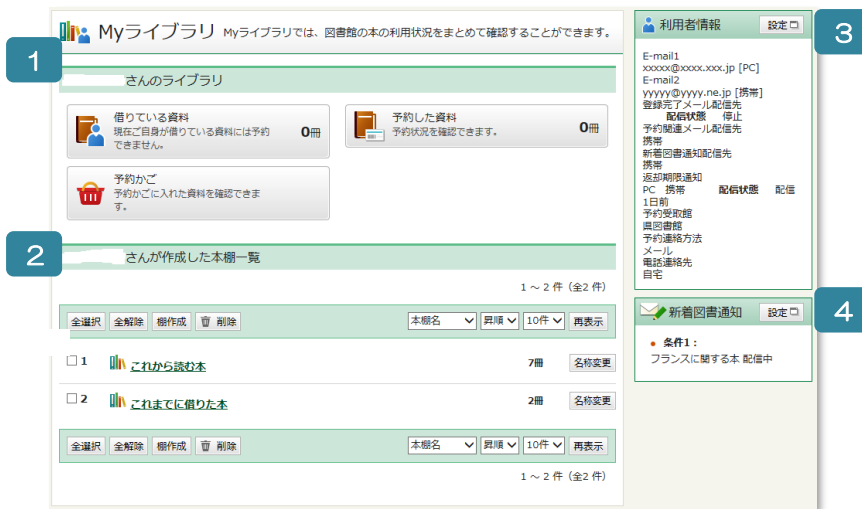 Myライブラリ Myライブラリでは、図書館の本の利用状況をまとめて確認することができます。
1
さんのライブラリ
借りている資料
現在ご自身が借りている資料には予約
できません。
0冊
予約した資料
予約状況を確認できます。
0冊
予約かご
予約かごに入れた資料を確認できま
す。
2
さんが作成した本棚一覧
1 ～ 2 件 (全2 件)
全選択 全解除 棚作成 削除 本棚名 昇順 10件 再表示
1 これから読む本 7冊 名称変更
2 これまでに借りた本 2冊 名称変更
全選択 全解除 棚作成 削除 本棚名 昇順 10件 再表示
1 ～ 2 件 (全2 件)
3
利用者情報 設定
E-mail1
xxxxx@xxxx.xxx.jp [PC]
E-mail2
yyyyy@yyyy.ne.jp [携帯]
登録完了メール配信先
配信状態 停止
予約関連メール配信先
携帯
新着図書通知配信先
携帯
返却期限通知
PC 携帯 配信状態 配信
1日前
予約受取館
県図書館
予約連絡方法
メール
電話連絡先
自宅
4
新着図書通知 設定
条件1：
フランスに関する本 配信中